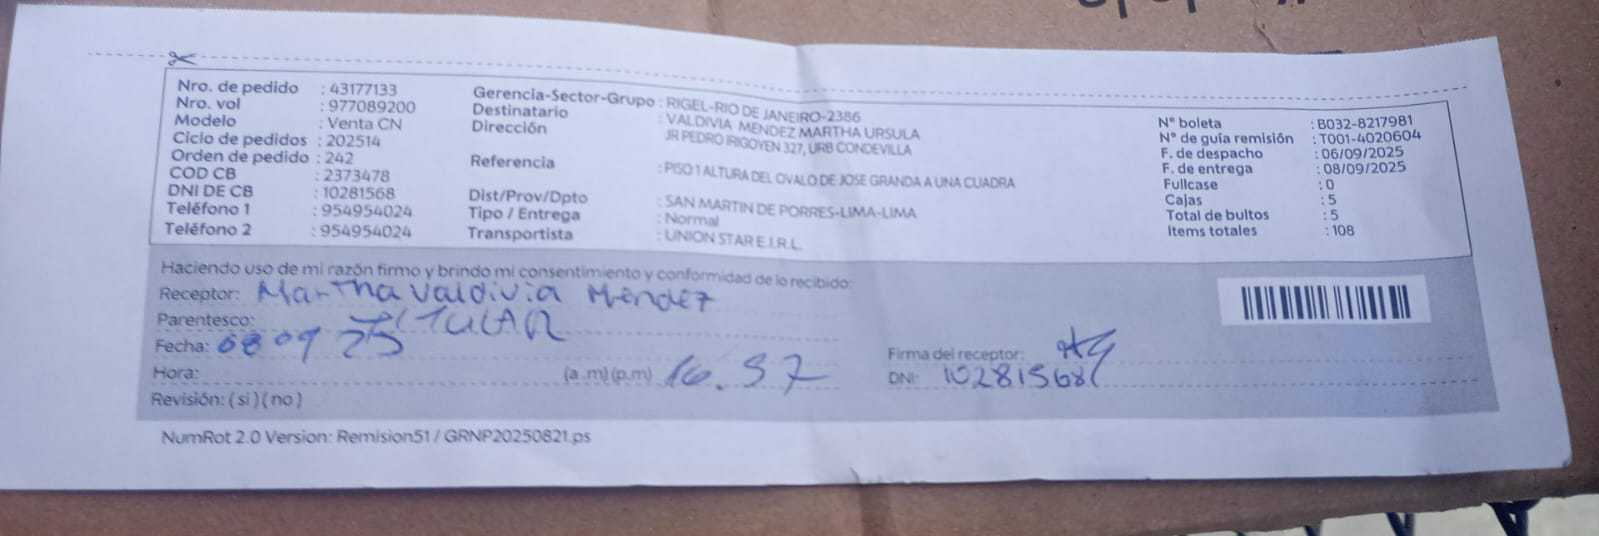 Nro. de pedido : 43177133
Nro. vol : 977089200
Modelo : Venta CN
Ciclo de pedidos : 202514
Orden de pedido : 242
COD CB : 2373478
DNI DE CB : 10281568
Teléfono 1 : 954954024
Teléfono 2 : 954954024
Gerencia-Sector-Grupo : RIGEL-RIO DE JANEIRO-2386
Destinatario : VALDIVIA MENDEZ MARTHA URSULA
Dirección JR PEDRO IRIGOYEN 327, URB CONDEVILLA
Referencia : PISO 1 ALTURA DEL OVALO DE JOSE GRANDA A UNA CUADRA
Dist/Prov/Dpto : SAN MARTIN DE PORRES-LIMA-LIMA
Tipo / Entrega : Normal
Transportista : UNION STAR E.I.R.L.
N° boleta : B032-8217981
N° de guía remisión : T001-4020604
F. de despacho : 06/09/2025
F. de entrega : 08/09/2025
Fullcase : 0
Cajas : 5
Total de bultos : 5
Items totales : 108
Haciendo uso de mi razón firmo y brindo mi consentimiento y conformidad de lo recibido:
Receptor: Martha Valdivia Mendez
Parentesco: TITULAR
Fecha: 08 09 25
Hora: (a.m) (p.m) 16.37
Revisión: ( si ) ( no )
Firma del receptor:
DNI: 10281568
NumRot 2.0 Version: Remision51 / GRNP20250821.ps